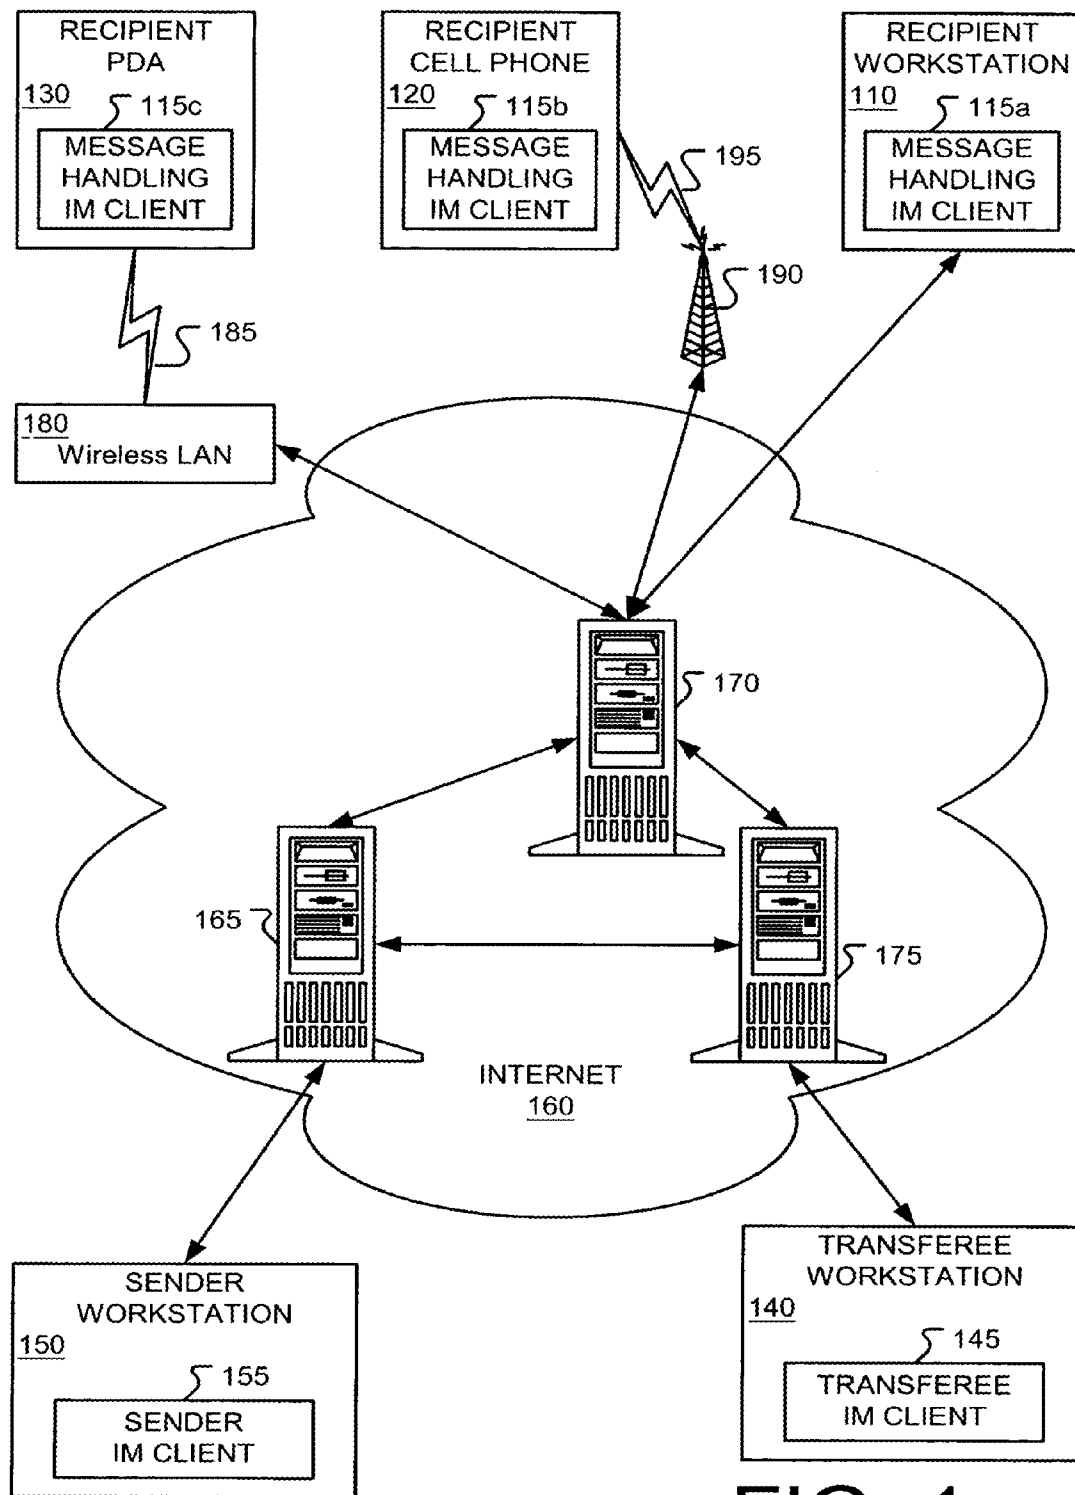 RECIPIENT
PDA
130
115c
MESSAGE
HANDLING
IM CLIENT
RECIPIENT
CELL PHONE
120
115b
MESSAGE
HANDLING
IM CLIENT
RECIPIENT
WORKSTATION
110
115a
MESSAGE
HANDLING
IM CLIENT
195
190
185
180
Wireless LAN
170
165
175
INTERNET
160
SENDER
WORKSTATION
150
155
SENDER
IM CLIENT
TRANSFEREE
WORKSTATION
140
145
TRANSFEREE
IM CLIENT
FIG. 1